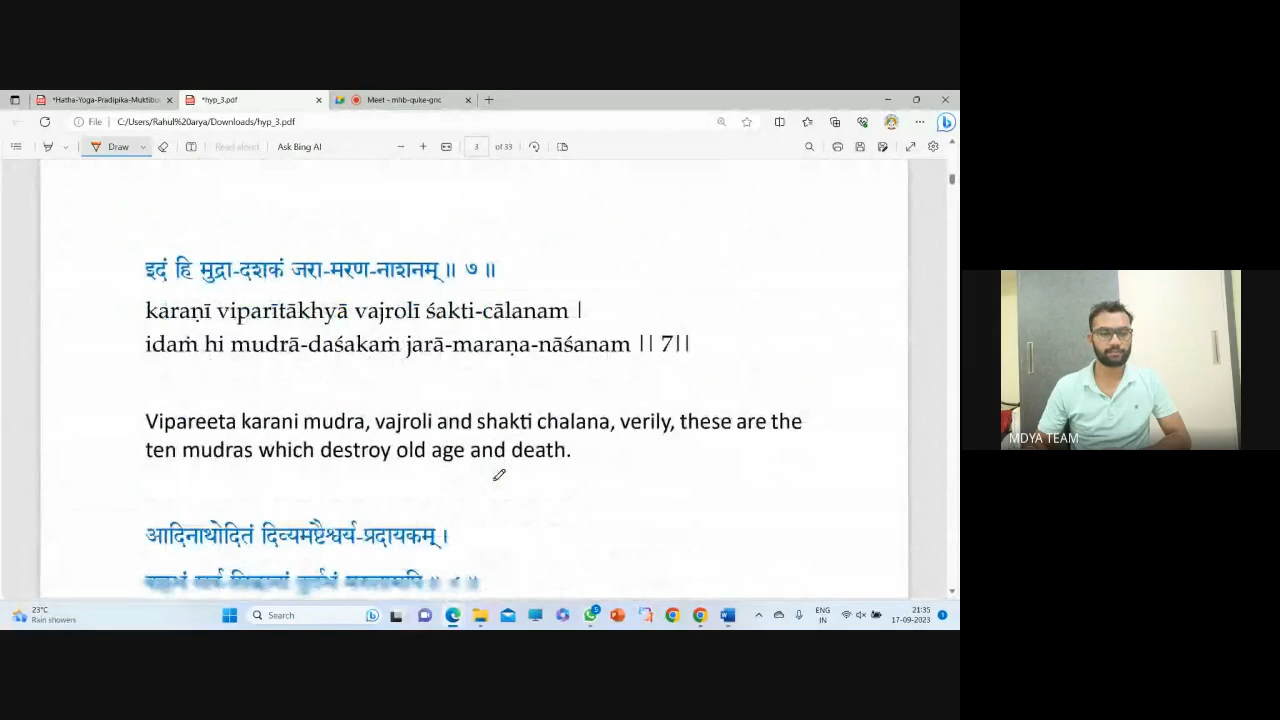 *Hatha-Yoga-Pradipika-Muktibo
*hyp_3.pdf
Meet - mhb-quke-gnc
File
C:/Users/Rahul%20arya/Downloads/hyp_3.pdf
Draw
Read aloud
Ask Bing AI
3
of 33
इदं हि मुद्रा-दशकं जरा-मरण-नाशनम् ॥ ७ ॥
karaṇī viparītākhyā vajrolī śakti-cālanam |
idaṁ hi mudrā-daśakaṁ jarā-maraṇa-nāśanam || 7||
Vipareeta karani mudra, vajroli and shakti chalana, verily, these are the
ten mudras which destroy old age and death.
आदिनाथोदितं दिव्यमष्टैश्वर्य-प्रदायकम् ।
MDYA TEAM
23°C
Rain showers
Search
ENG
IN
21:35
17-09-2023